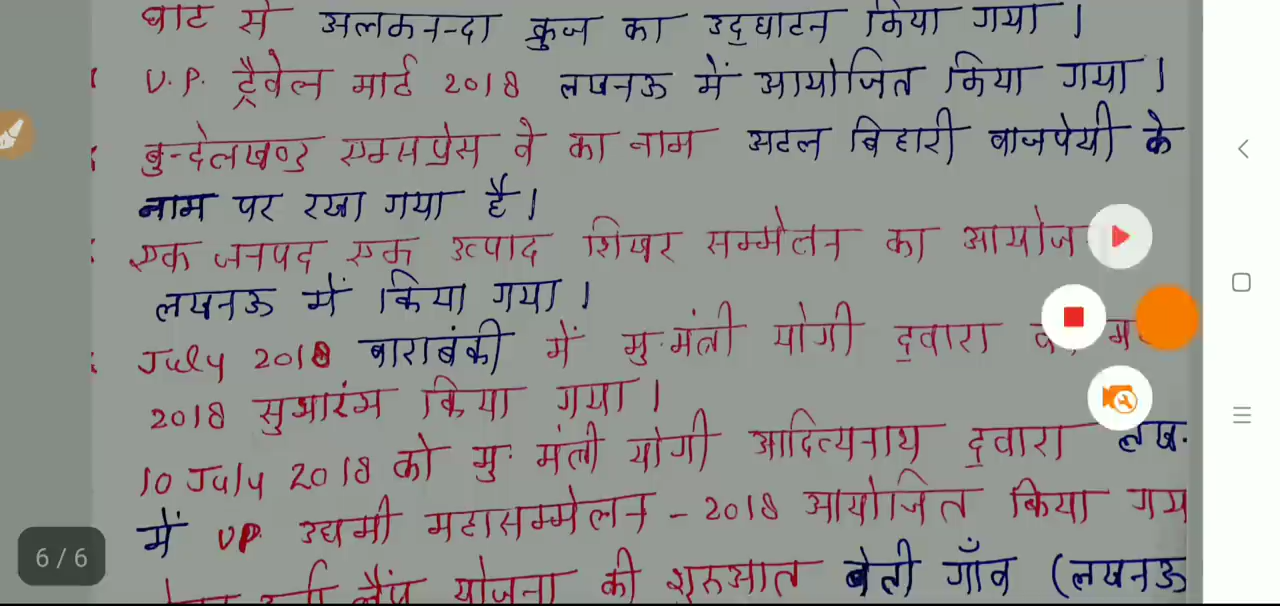 घाट से अलकनन्दा क्रुज का उद्घाटन किया गया ।
U.P. ट्रैवेल मार्ट 2018 लखनऊ में आयोजित किया गया ।
बुन्देलखण्ड एक्सप्रेस वे का नाम अटल बिहारी वाजपेयी के
नाम पर रखा गया है ।
एक जनपद एक उत्पाद शिखर सम्मेलन का आयोज
लखनऊ में किया गया ।
July 2018 बाराबंकी में मु॰मंत्री योगी द्वारा
2018 सुभारंभ किया गया ।
10 July 2018 को मु॰ मंत्री योगी आदित्यनाथ द्वारा लख
में UP उद्यमी महासम्मेलन - 2018 आयोजित किया गय
लैंप योजना की शुरुआत बेती गाँव (लखनऊ
6 / 6